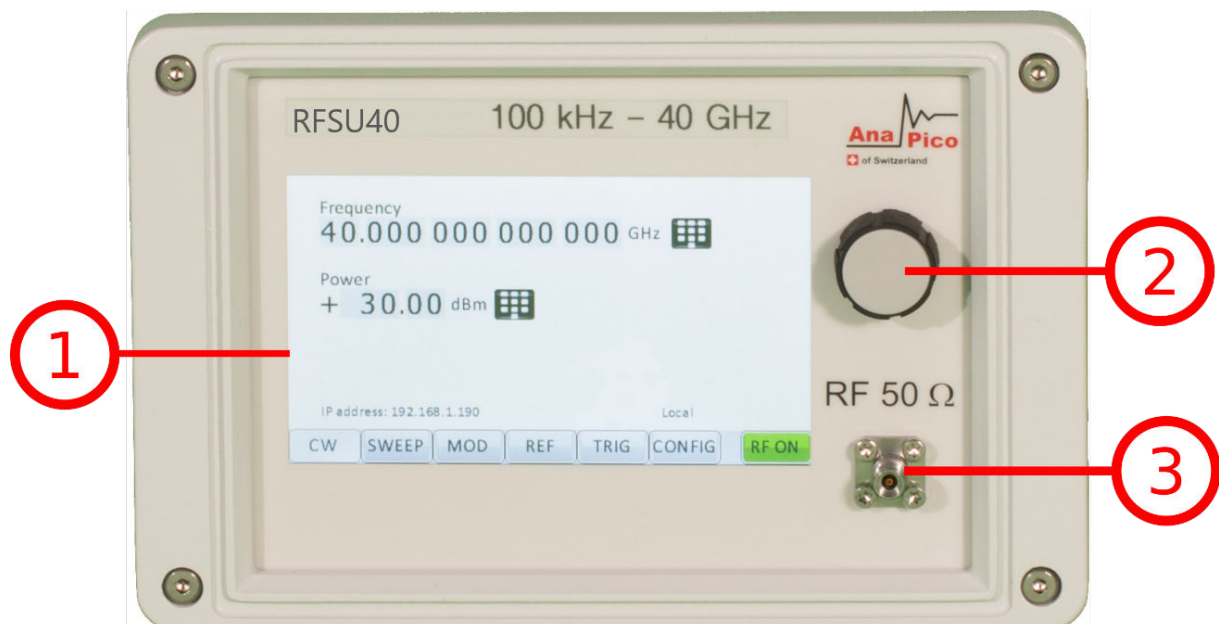 RFSU40 100 kHz – 40 GHz
Ana Pico
of Switzerland
Frequency
40.000 000 000 000 GHz
Power
+ 30.00 dBm
IP address: 192.168.1.190 Local
CW SWEEP MOD REF TRIG CONFIG RF ON
RF 50 Ω
1
2
3